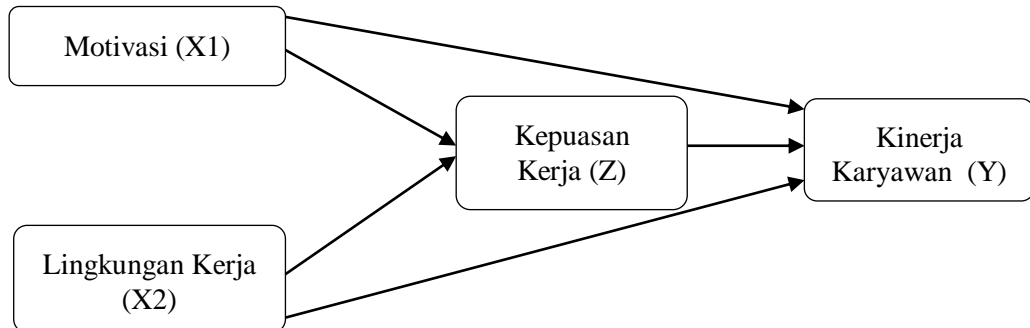 Motivasi (X1)
Kepuasan
Kerja (Z)
Kinerja
Karyawan (Y)
Lingkungan Kerja
(X2)